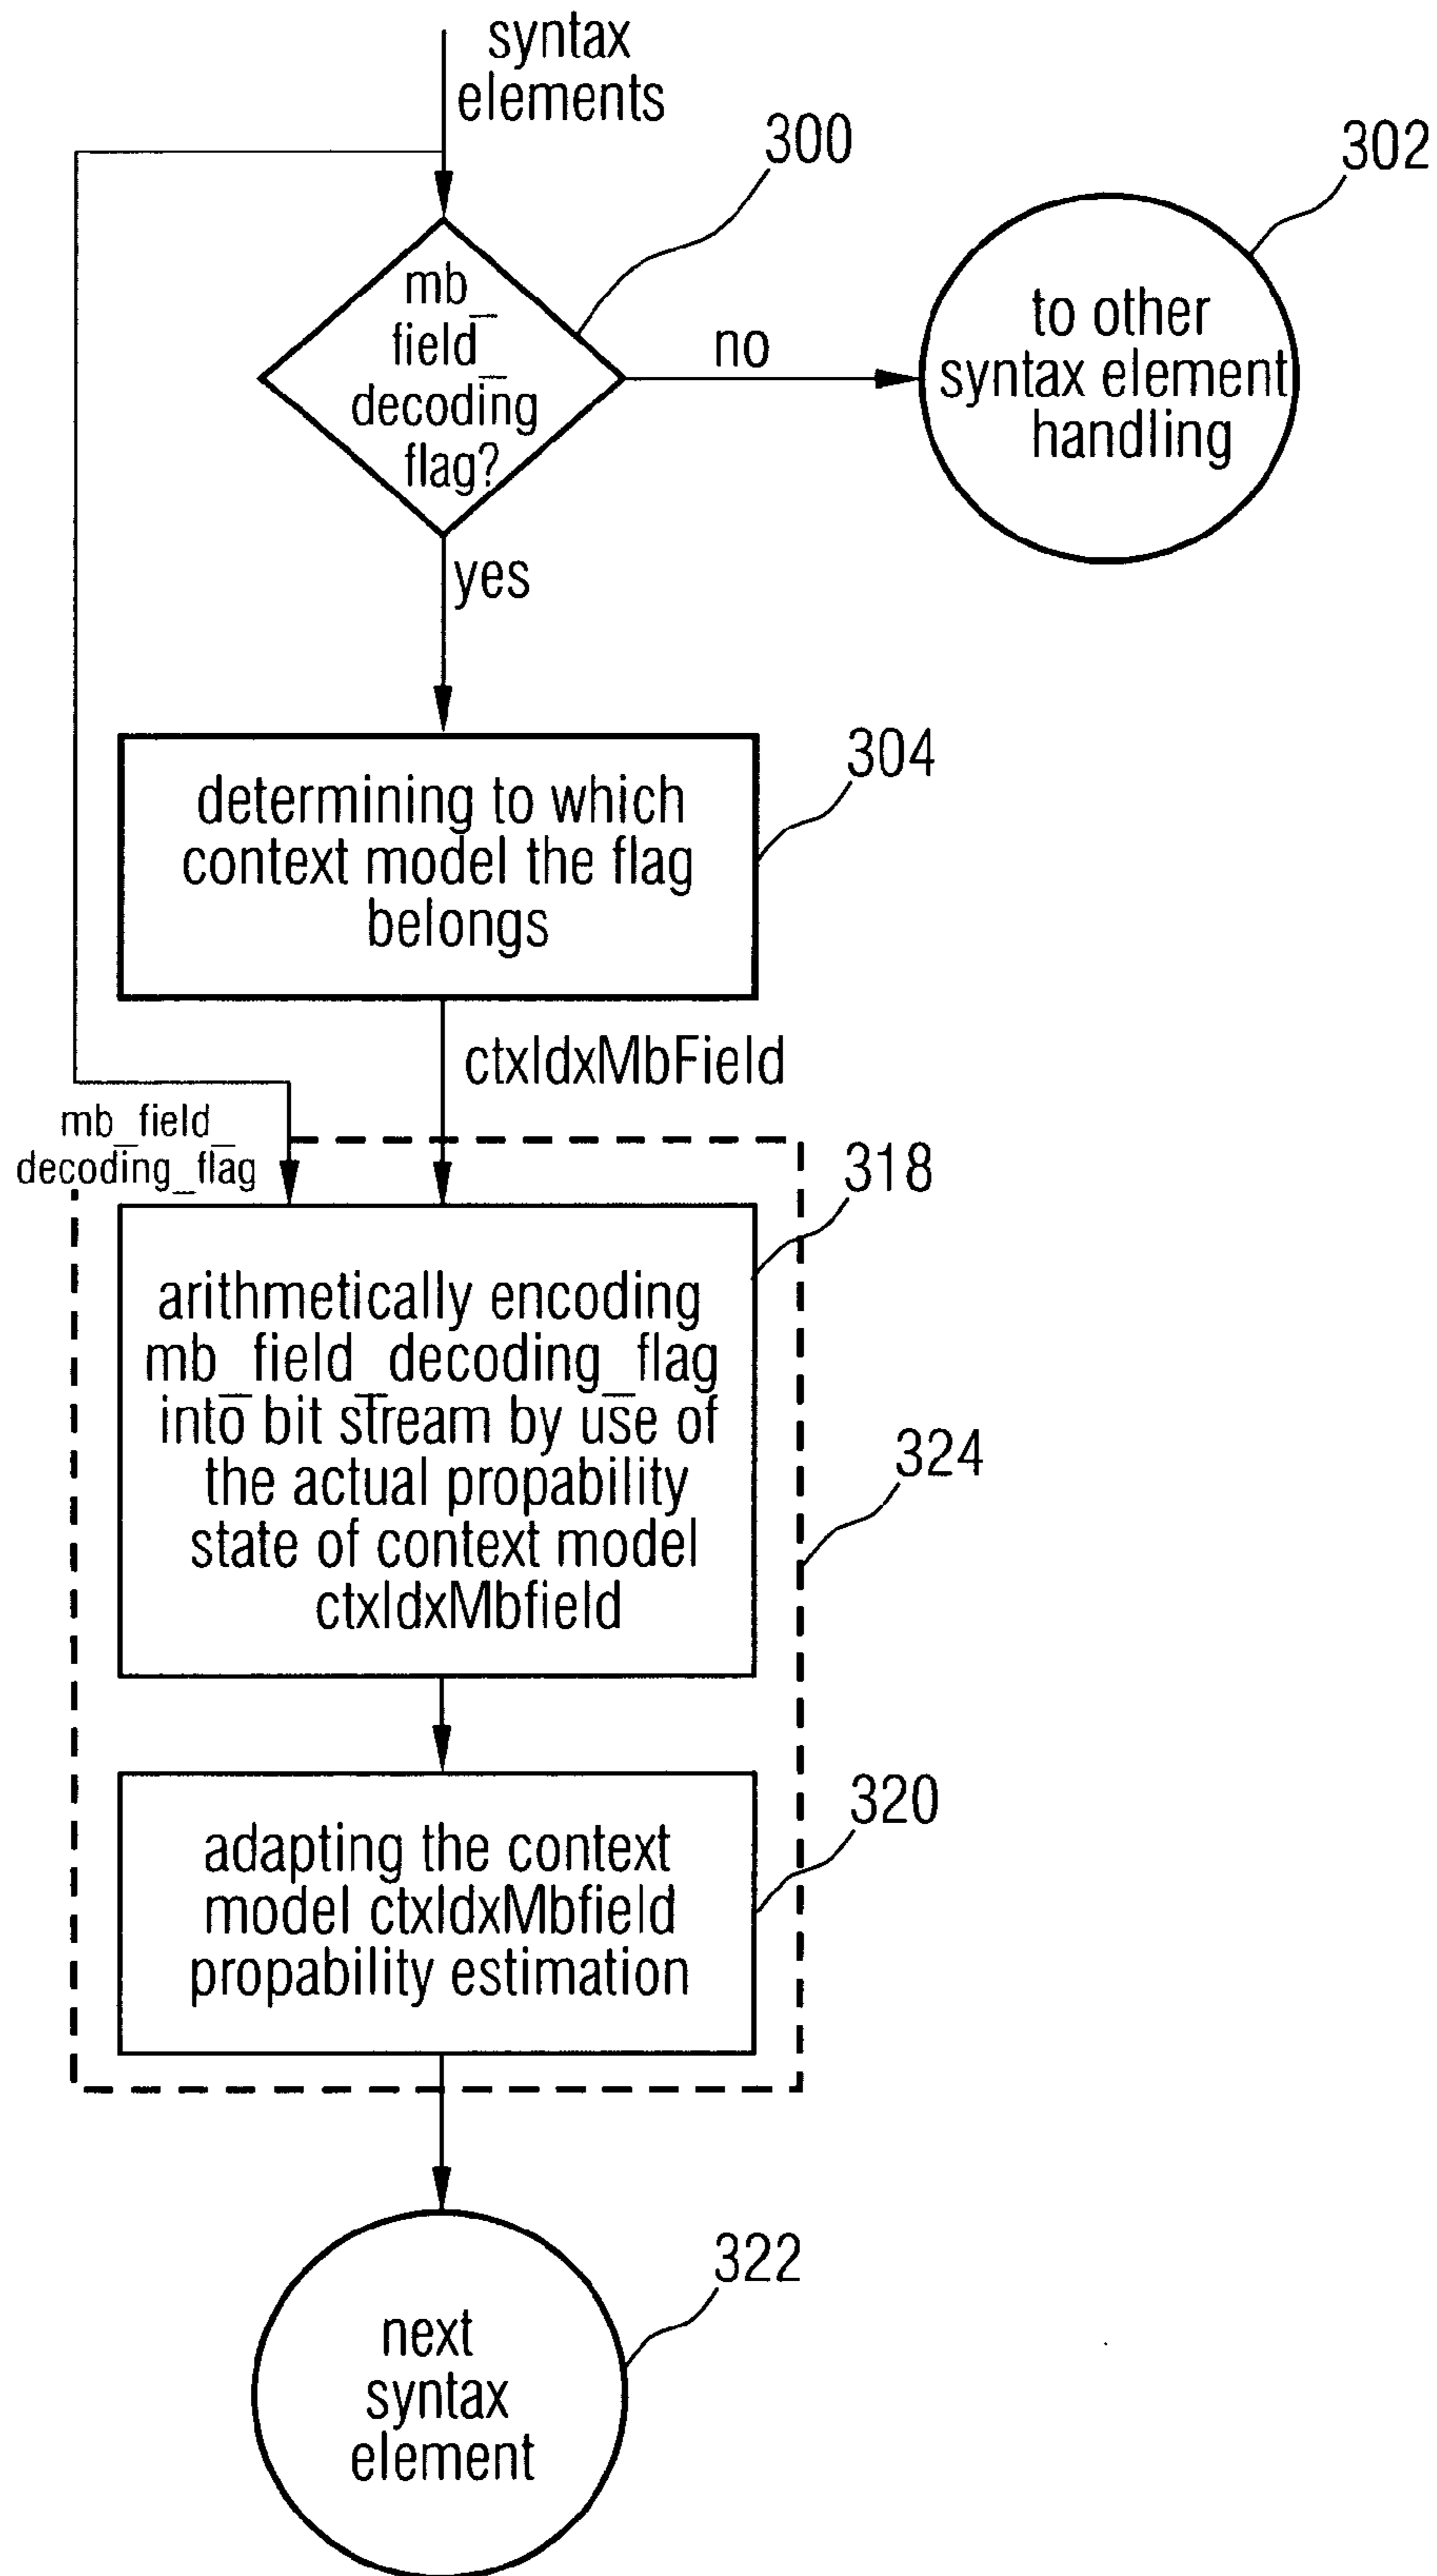 syntax
elements
300
302
mb_
field_
decoding
flag?
no
to other
syntax element
handling
yes
304
determining to which
context model the flag
belongs
ctxIdxMbField
mb_field_
decoding_flag
318
arithmetically encoding
mb_field_decoding_flag
into bit stream by use of
the actual propability
state of context model
ctxIdxMbfield
324
320
adapting the context
model ctxIdxMbfield
propability estimation
322
next
syntax
element